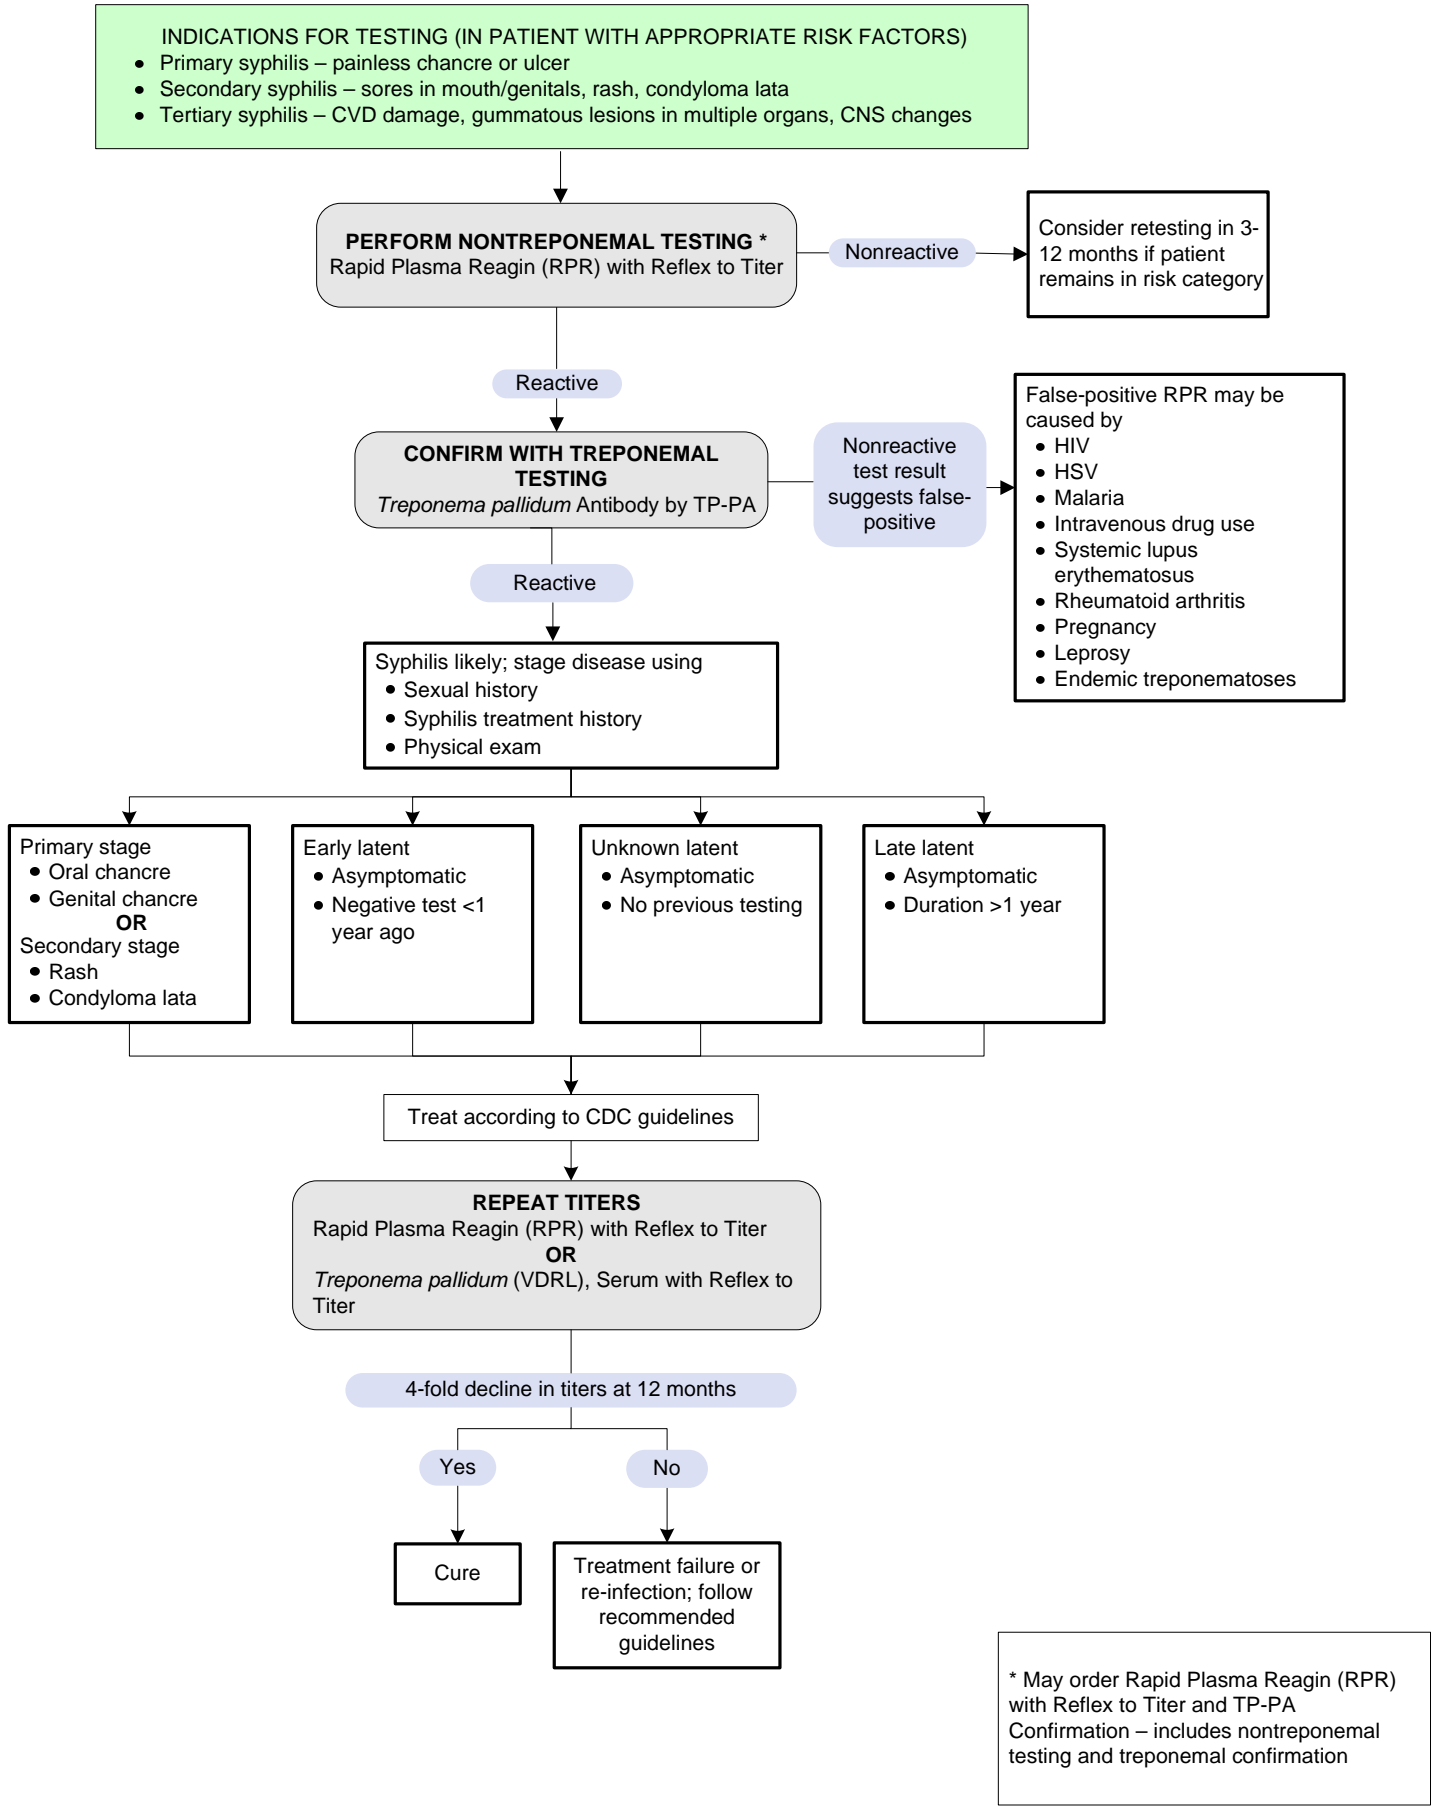 INDICATIONS FOR TESTING (IN PATIENT WITH APPROPRIATE RISK FACTORS)
• Primary syphilis – painless chancre or ulcer
• Secondary syphilis – sores in mouth/genitals, rash, condyloma lata
• Tertiary syphilis – CVD damage, gummatous lesions in multiple organs, CNS changes
PERFORM NONTREPONEMAL TESTING *
Rapid Plasma Reagin (RPR) with Reflex to Titer
Nonreactive
Consider retesting in 3-
12 months if patient
remains in risk category
Reactive
CONFIRM WITH TREPONEMAL
TESTING
Treponema pallidum Antibody by TP-PA
Nonreactive
test result
suggests false-
positive
False-positive RPR may be
caused by
• HIV
• HSV
• Malaria
• Intravenous drug use
• Systemic lupus
erythematosus
• Rheumatoid arthritis
• Pregnancy
• Leprosy
• Endemic treponematoses
Reactive
Syphilis likely; stage disease using
• Sexual history
• Syphilis treatment history
• Physical exam
Primary stage
• Oral chancre
• Genital chancre
OR
Secondary stage
• Rash
• Condyloma lata
Early latent
• Asymptomatic
• Negative test <1
year ago
Unknown latent
• Asymptomatic
• No previous testing
Late latent
• Asymptomatic
• Duration >1 year
Treat according to CDC guidelines
REPEAT TITERS
Rapid Plasma Reagin (RPR) with Reflex to Titer
OR
Treponema pallidum (VDRL), Serum with Reflex to
Titer
4-fold decline in titers at 12 months
Yes
No
Cure
Treatment failure or
re-infection; follow
recommended
guidelines
* May order Rapid Plasma Reagin (RPR)
with Reflex to Titer and TP-PA
Confirmation – includes nontreponemal
testing and treponemal confirmation